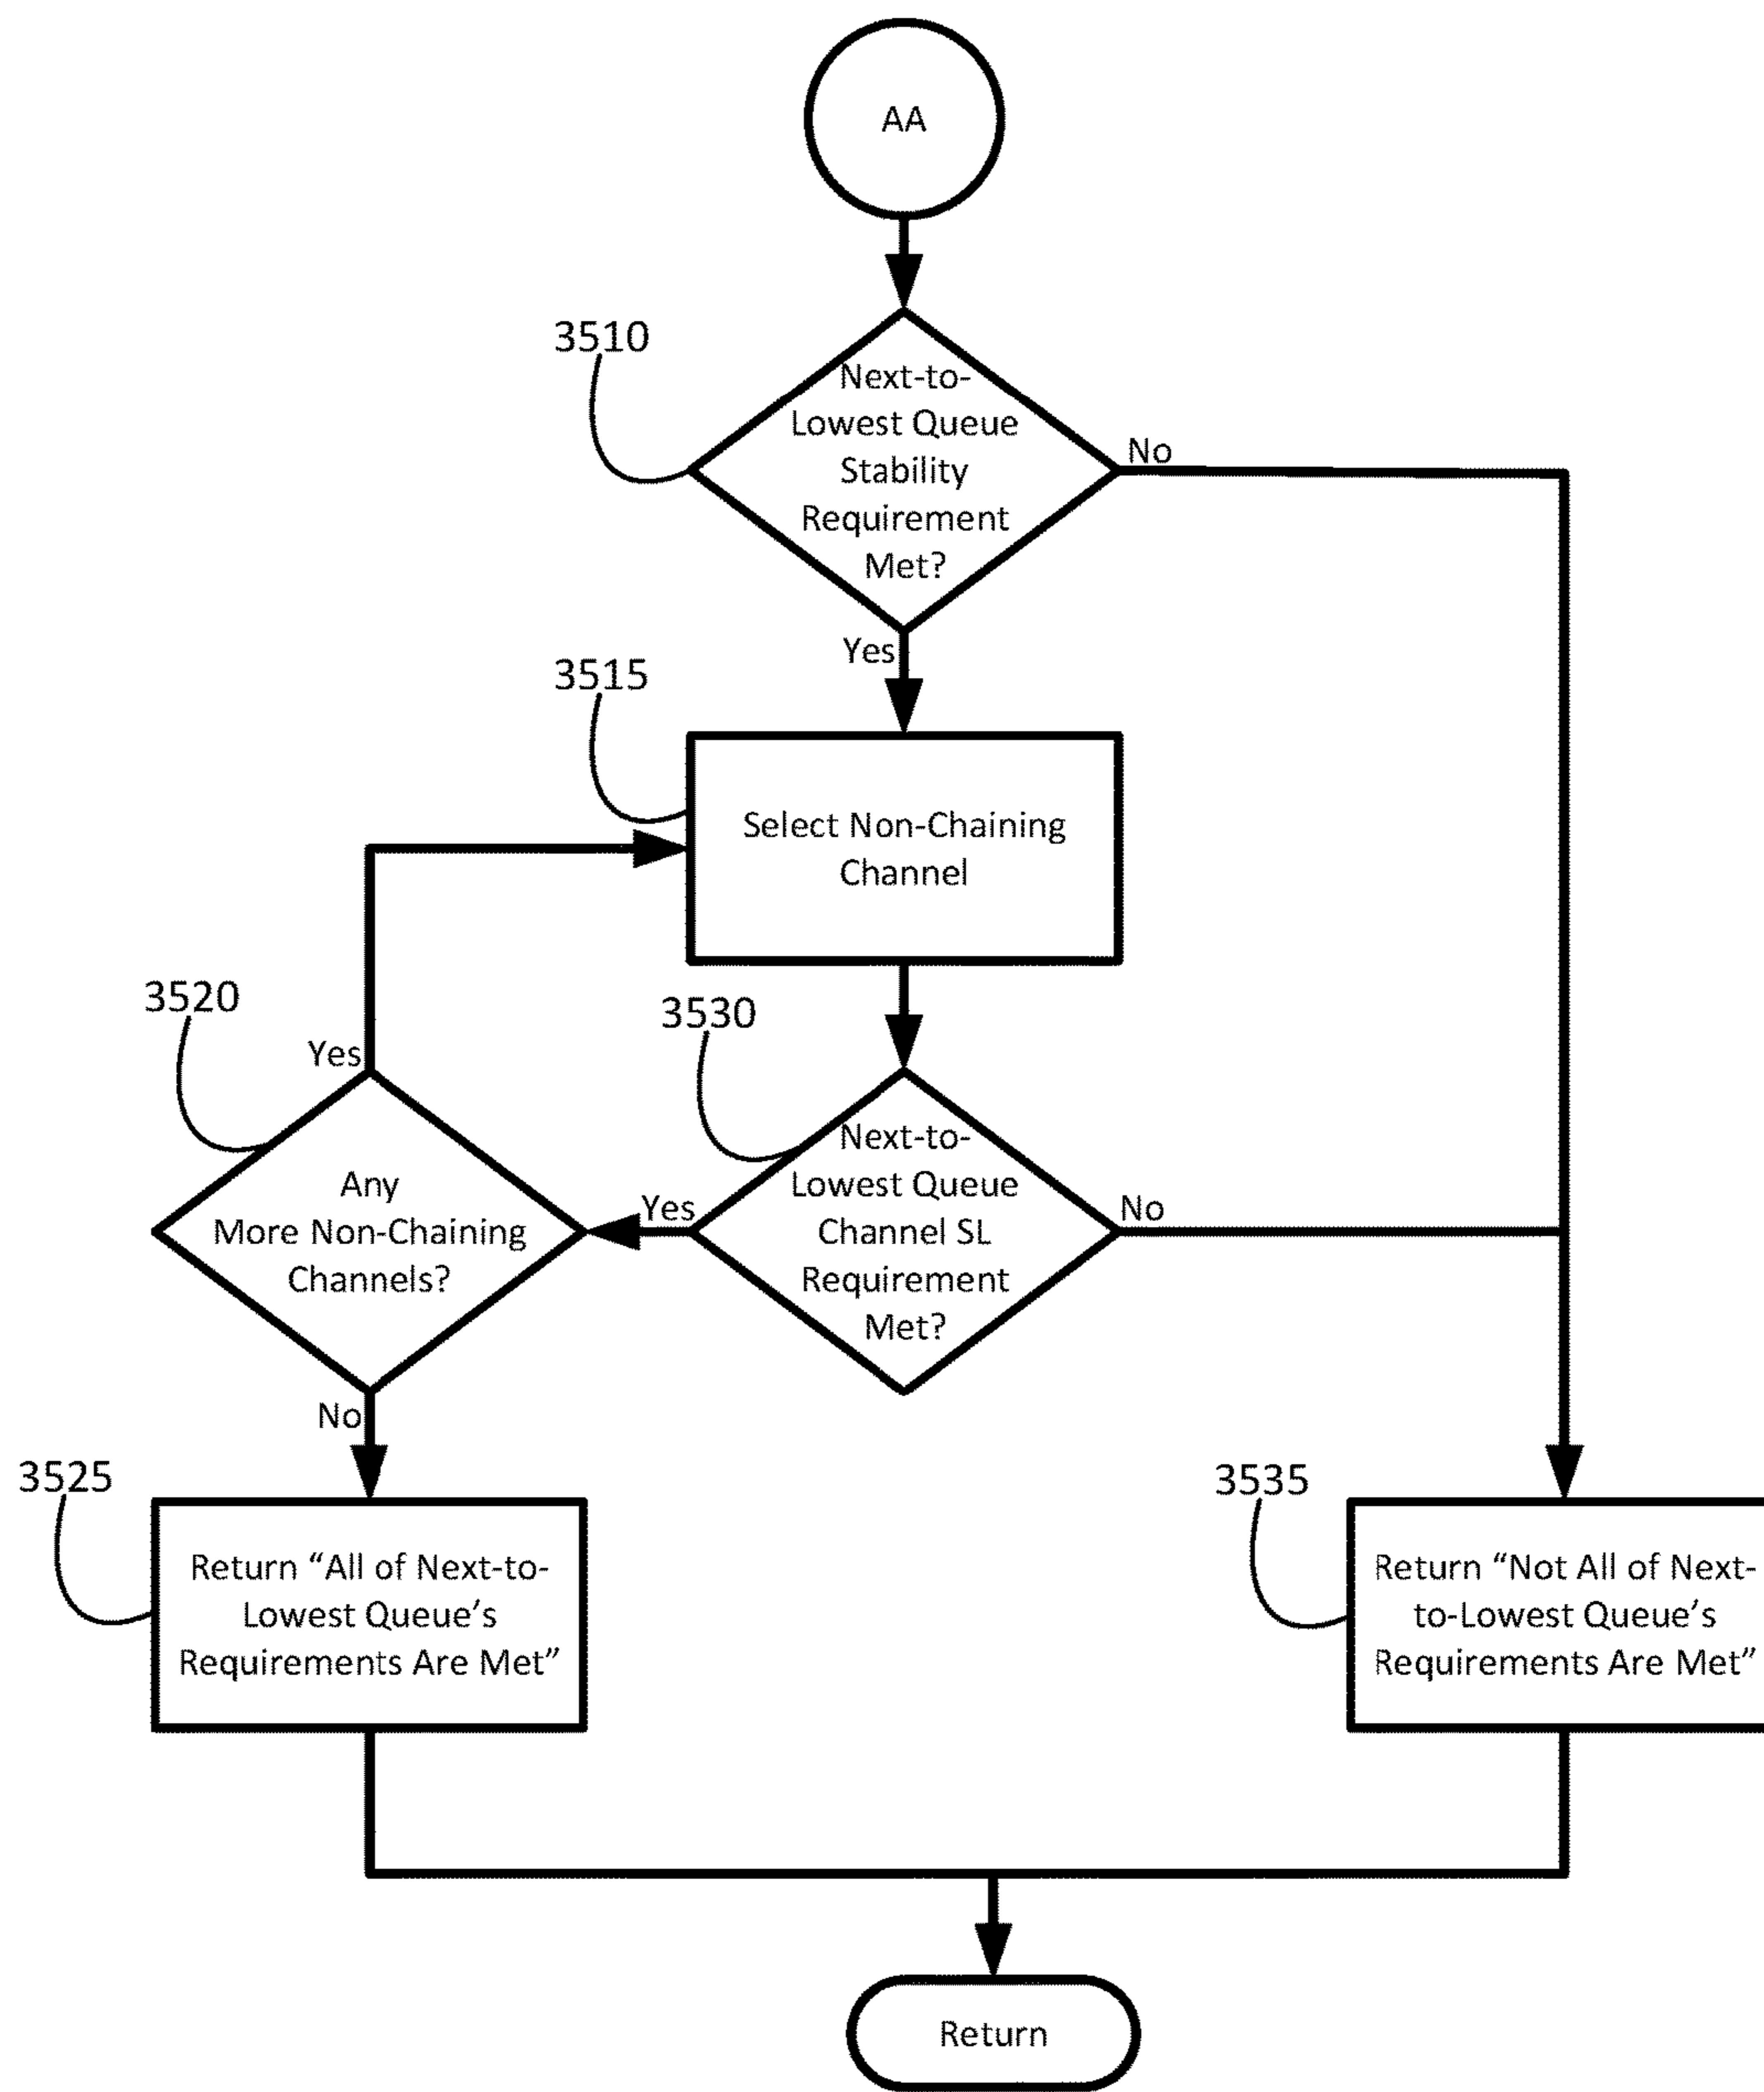 AA
3510
Next-to-
Lowest Queue
Stability
Requirement
Met?
No
Yes
3515
Select Non-Chaining
Channel
3520
3530
Yes
Any
More Non-Chaining
Channels?
Yes
Next-to-
Lowest Queue
Channel SL
Requirement
Met?
No
No
3525
3535
Return “All of Next-to-
Lowest Queue’s
Requirements Are Met”
Return “Not All of Next-
to-Lowest Queue’s
Requirements Are Met”
Return